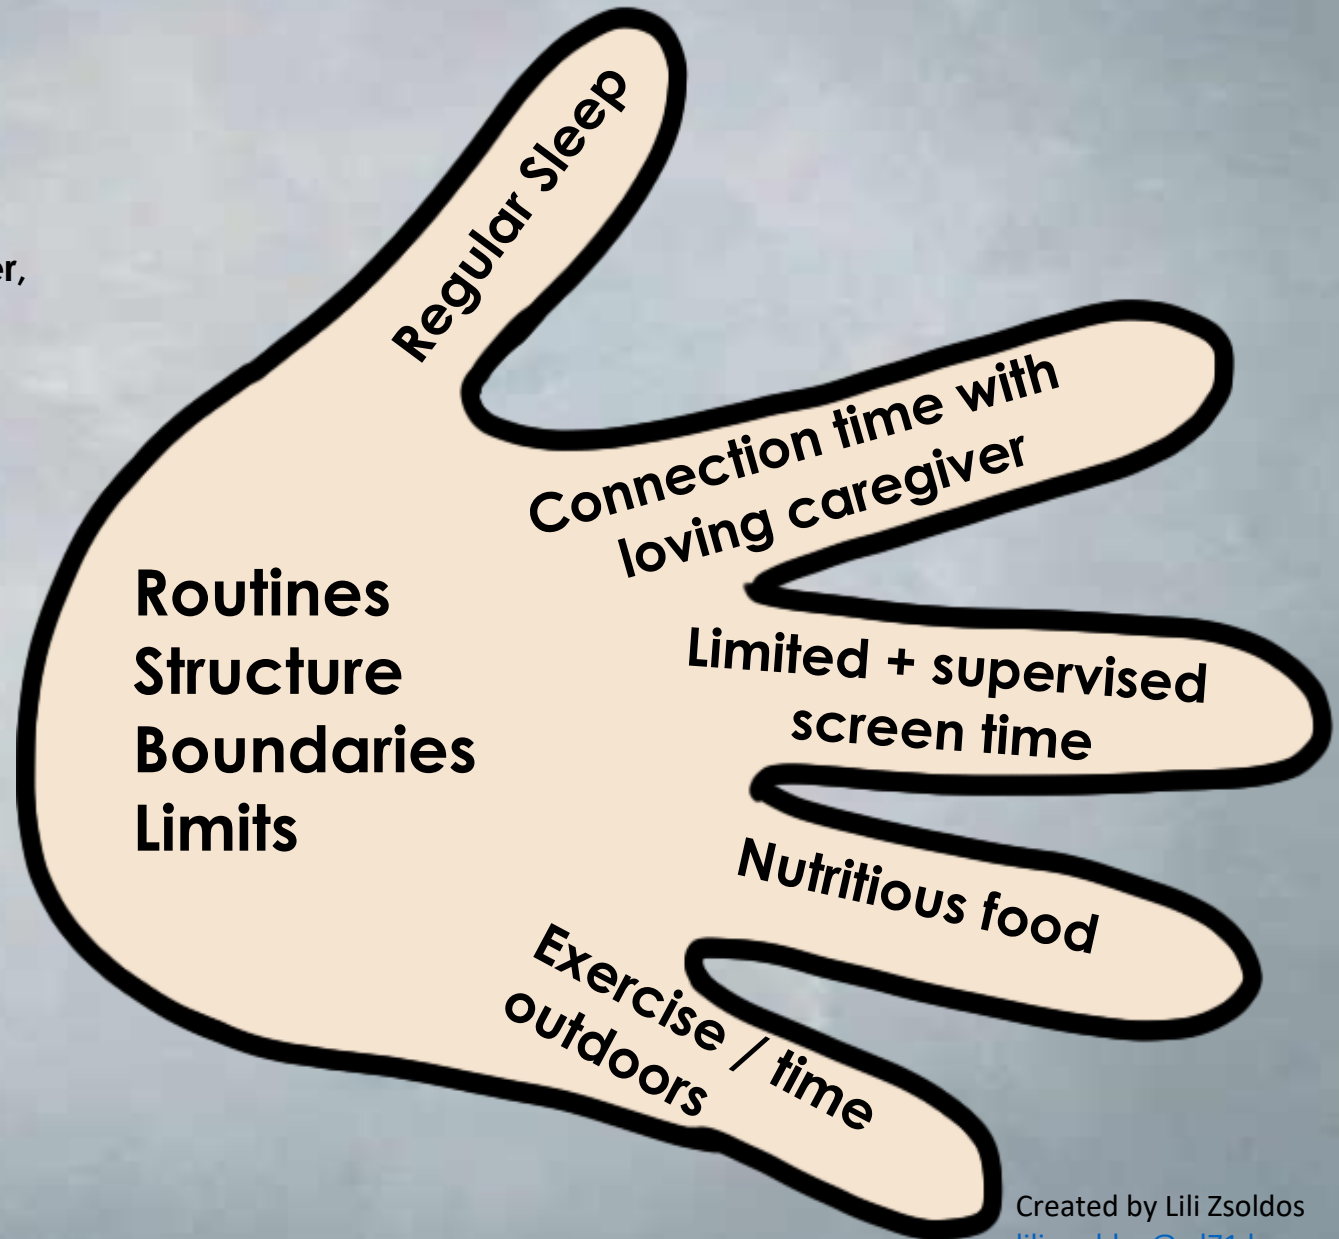 er,
Regular Sleep
Connection time with
loving caregiver
Routines
Structure
Boundaries
Limits
Limited + supervised
screen time
Nutritious food
Exercise / time
outdoors
Created by Lili Zsoldos